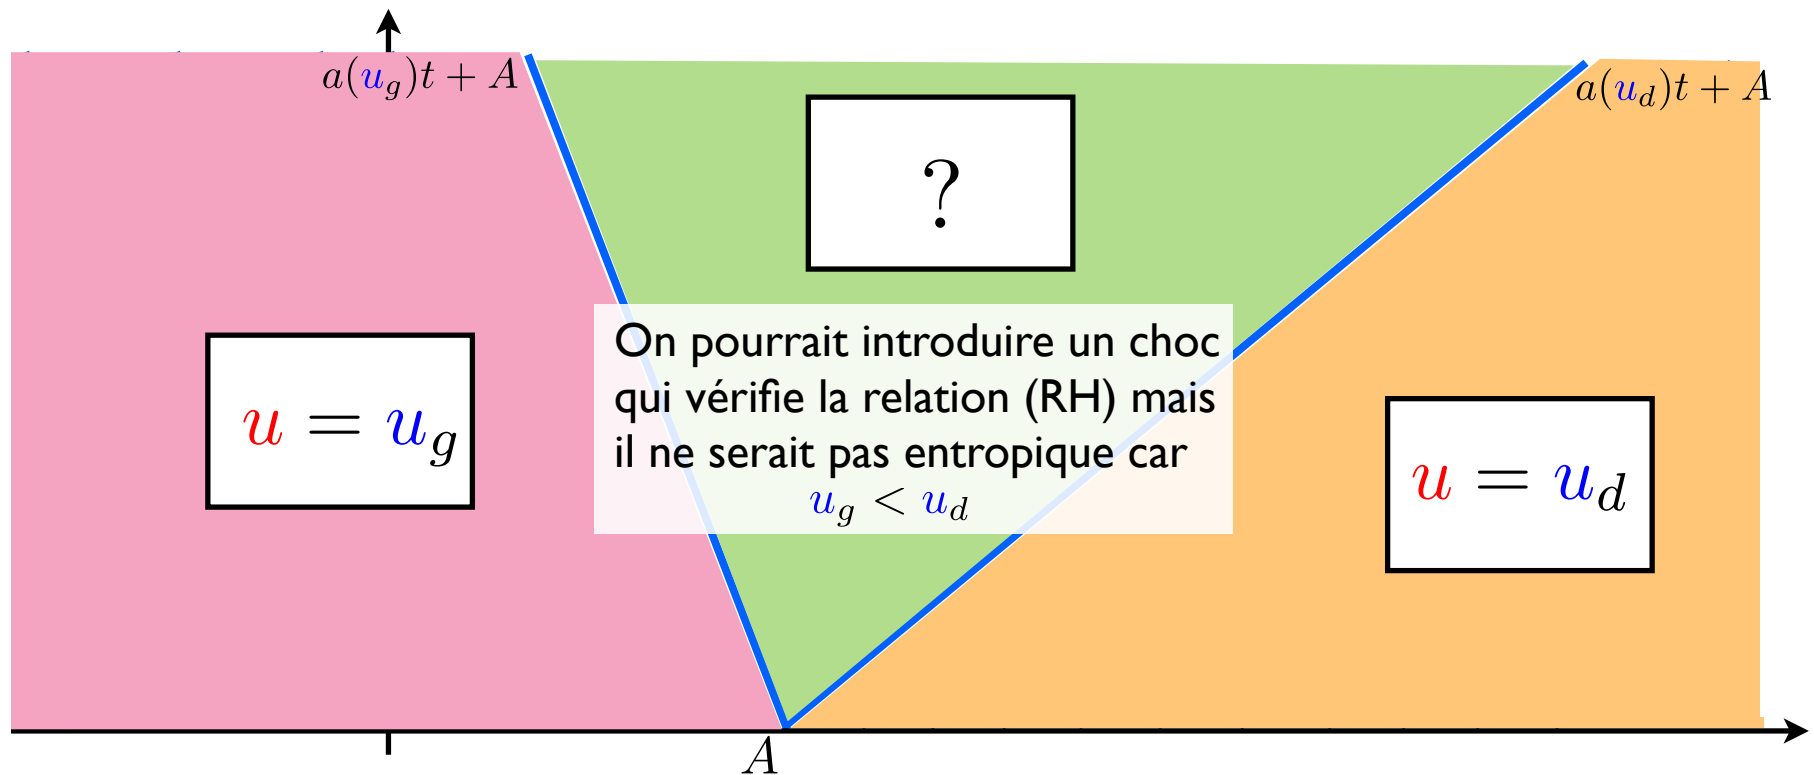 a(u_g)t + A
a(u_d)t + A
?
On pourrait introduire un choc
qui vérifie la relation (RH) mais
il ne serait pas entropique car
u_g < u_d
u = u_g
u = u_d
A